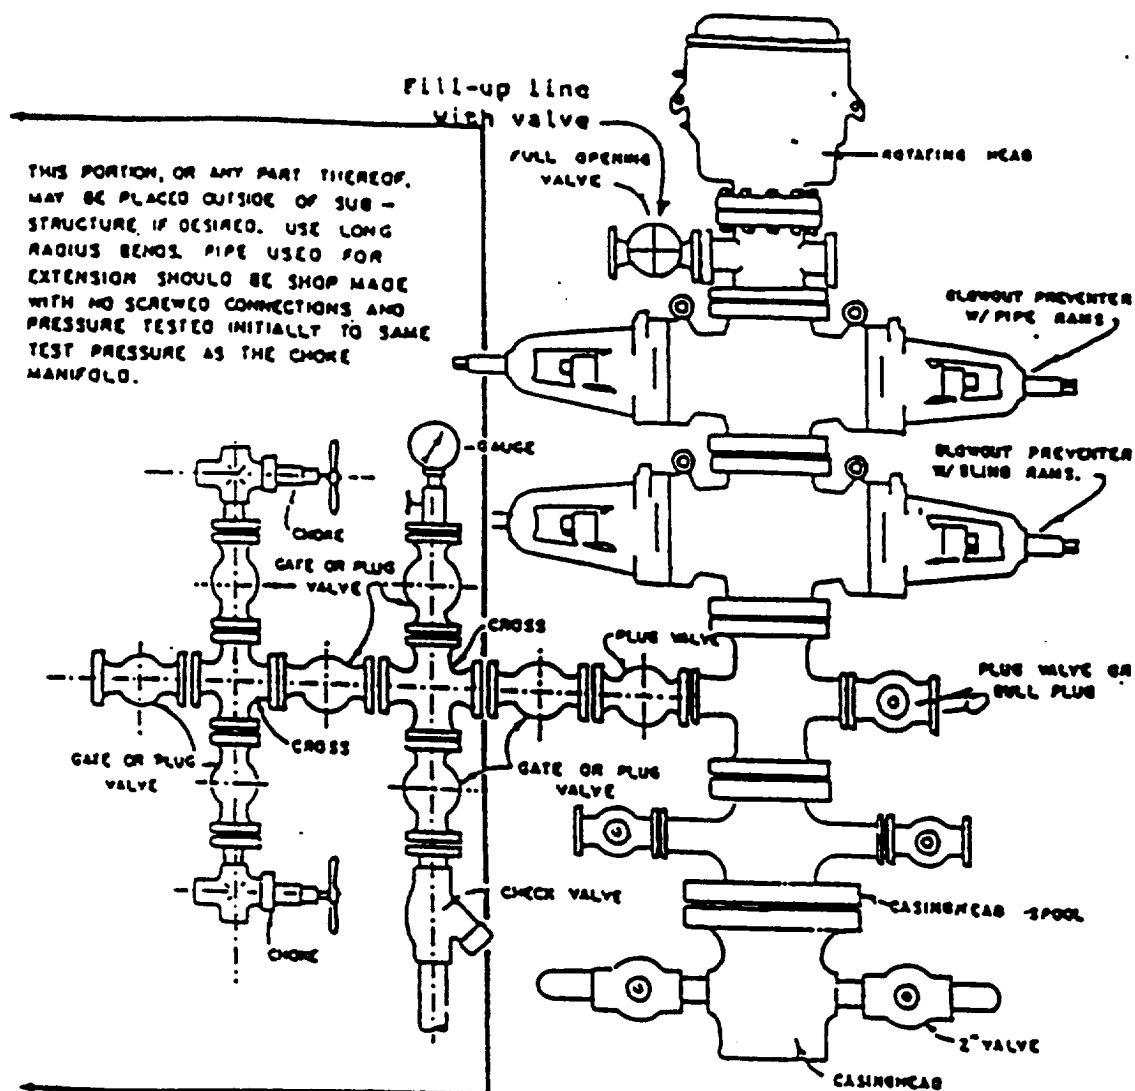 Fill-up line
with valve
FULL OPENING
VALVE
ROTATING HEAD
THIS PORTION, OR ANY PART THEREOF,
MAY BE PLACED OUTSIDE OF SUB-
STRUCTURE IF DESIRED. USE LONG
RADIUS BENDS. PIPE USED FOR
EXTENSION SHOULD BE SHOP MADE
WITH NO SCREWED CONNECTIONS AND
PRESSURE TESTED INITIALLY TO SAME
TEST PRESSURE AS THE CHOKE
MANIFOLD.
BLOWOUT PREVENTER
W/ PIPE RAMS
GAUGE
BLOWOUT PREVENTER
W/ BLIND RAMS.
CHOKE
GATE OR PLUG
VALVE
CROSS
PLUG VALVE
PLUG VALVE OR
BULL PLUG
CROSS
GATE OR PLUG
VALVE
GATE OR PLUG
VALVE
CHECK VALVE
CASINGHEAD SPOOL
CHOKE
2" VALVE
CASINGHEAD